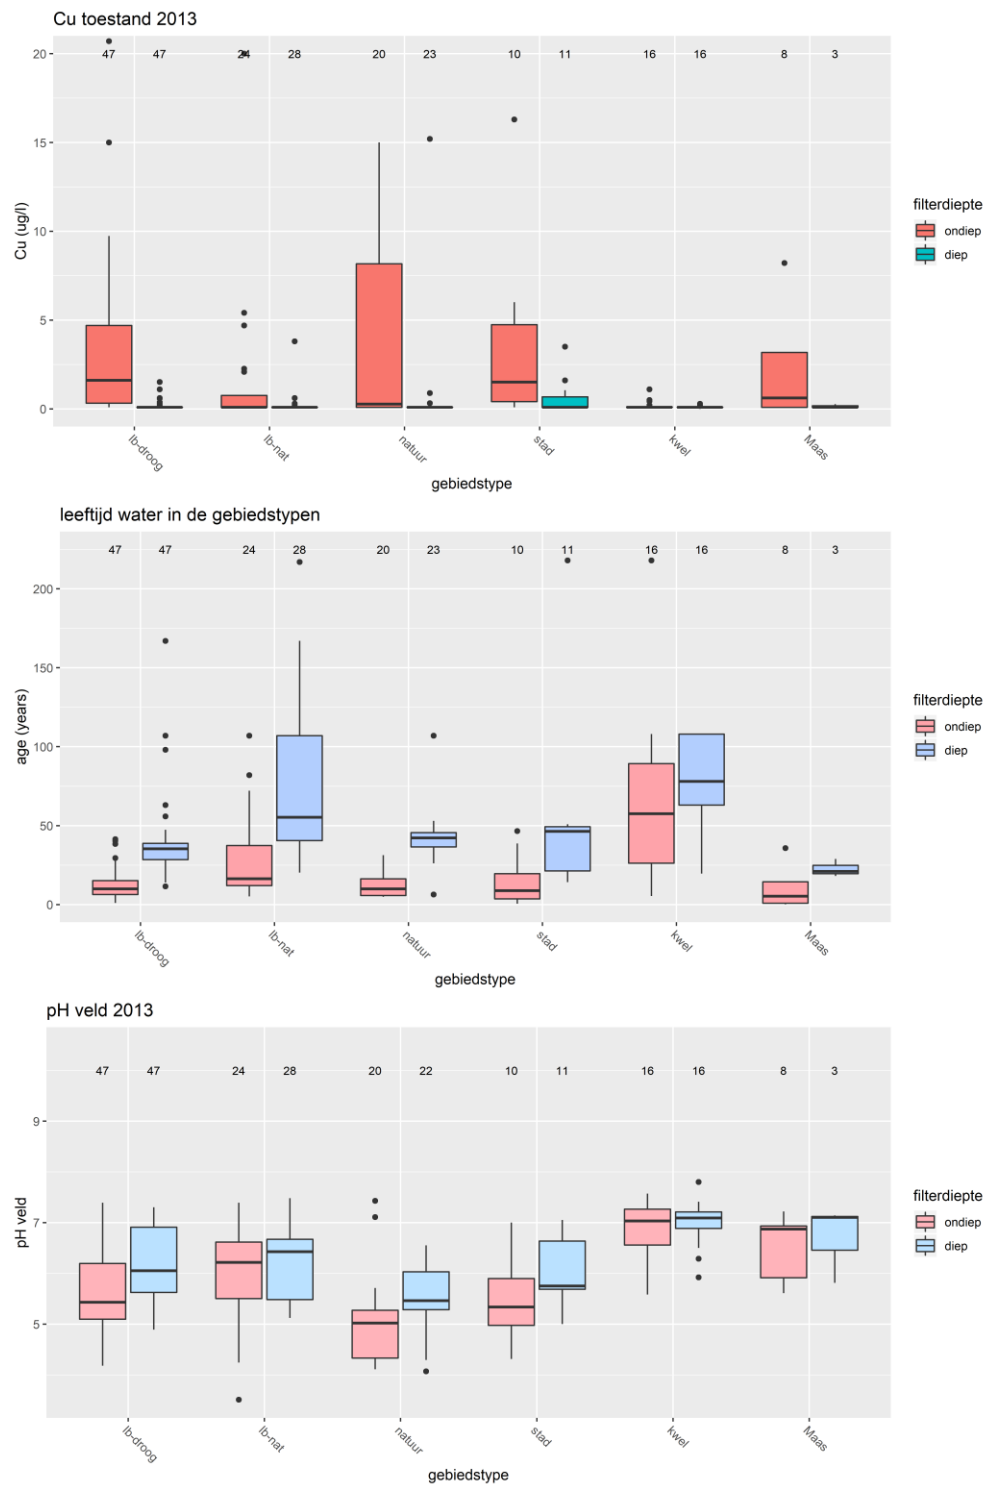 Cu toestand 2013
47 47 24 28 20 23 10 11 16 16 8 3
20
15
10
5
0
Cu (ug/l)
lb-droog lb-nat natuur stad kwel Maas
gebiedstype
filterdiepte
ondiep
diep
leeftijd water in de gebiedstypen
47 47 24 28 20 23 10 11 16 16 8 3
200
150
100
50
0
age (years)
lb-droog lb-nat natuur stad kwel Maas
gebiedstype
filterdiepte
ondiep
diep
pH veld 2013
47 47 24 28 20 22 10 11 16 16 8 3
9
7
5
pH veld
lb-droog lb-nat natuur stad kwel Maas
gebiedstype
filterdiepte
ondiep
diep